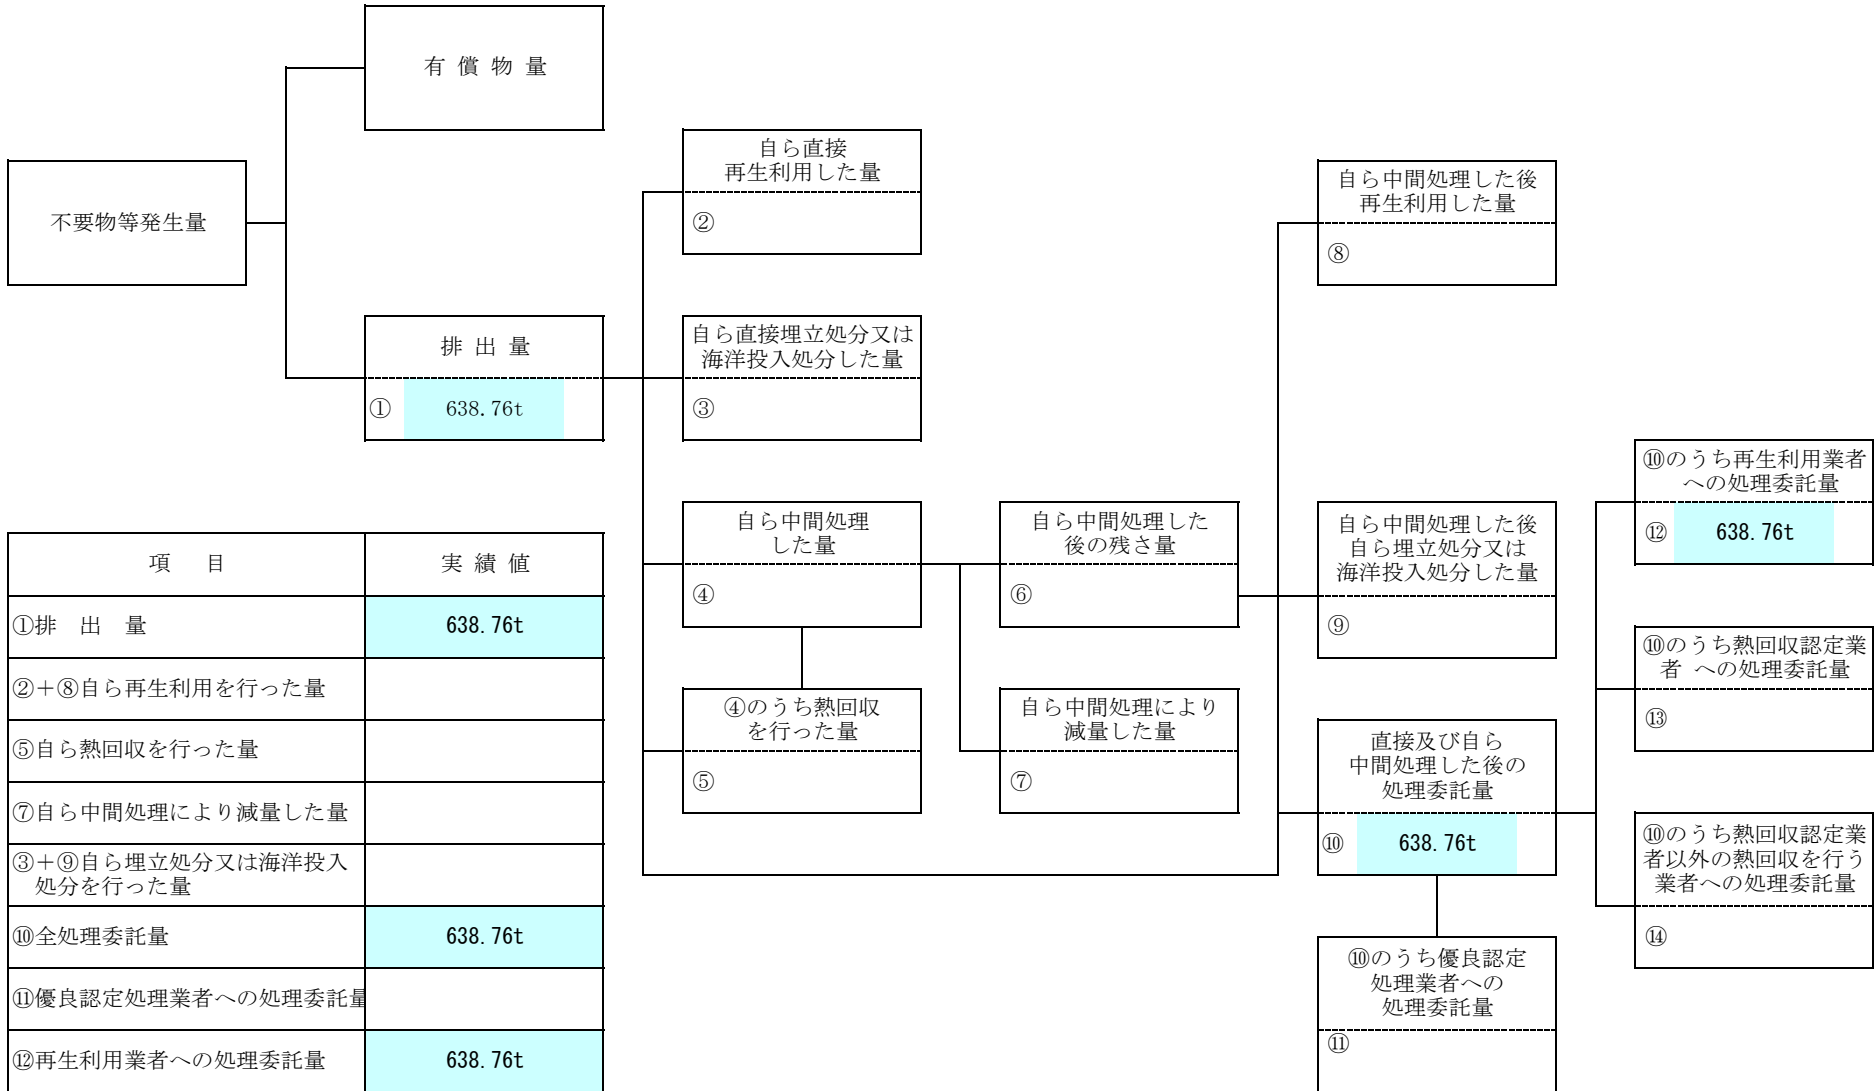 有 償 物 量
不要物等発生量
排 出 量
① 638.76t
自ら直接
再生利用した量
②
自ら直接埋立処分又は
海洋投入処分した量
③
自ら中間処理
した量
④
④のうち熱回収
を行った量
⑤
自ら中間処理した
後の残さ量
⑥
自ら中間処理により
減量した量
⑦
自ら中間処理した後
再生利用した量
⑧
自ら中間処理した後
自ら埋立処分又は
海洋投入処分した量
⑨
直接及び自ら
中間処理した後の
処理委託量
⑩ 638.76t
⑩のうち優良認定
処理業者への
処理委託量
⑪
⑩のうち再生利用業者
への処理委託量
⑫ 638.76t
⑩のうち熱回収認定業
者 への処理委託量
⑬
⑩のうち熱回収認定業
者以外の熱回収を行う
業者への処理委託量
⑭
項 目 実 績 値
①排 出 量 638.76t
②+⑧自ら再生利用を行った量
⑤自ら熱回収を行った量
⑦自ら中間処理により減量した量
③+⑨自ら埋立処分又は海洋投入
処分を行った量
⑩全処理委託量 638.76t
⑪優良認定処理業者への処理委託量
⑫再生利用業者への処理委託量 638.76t